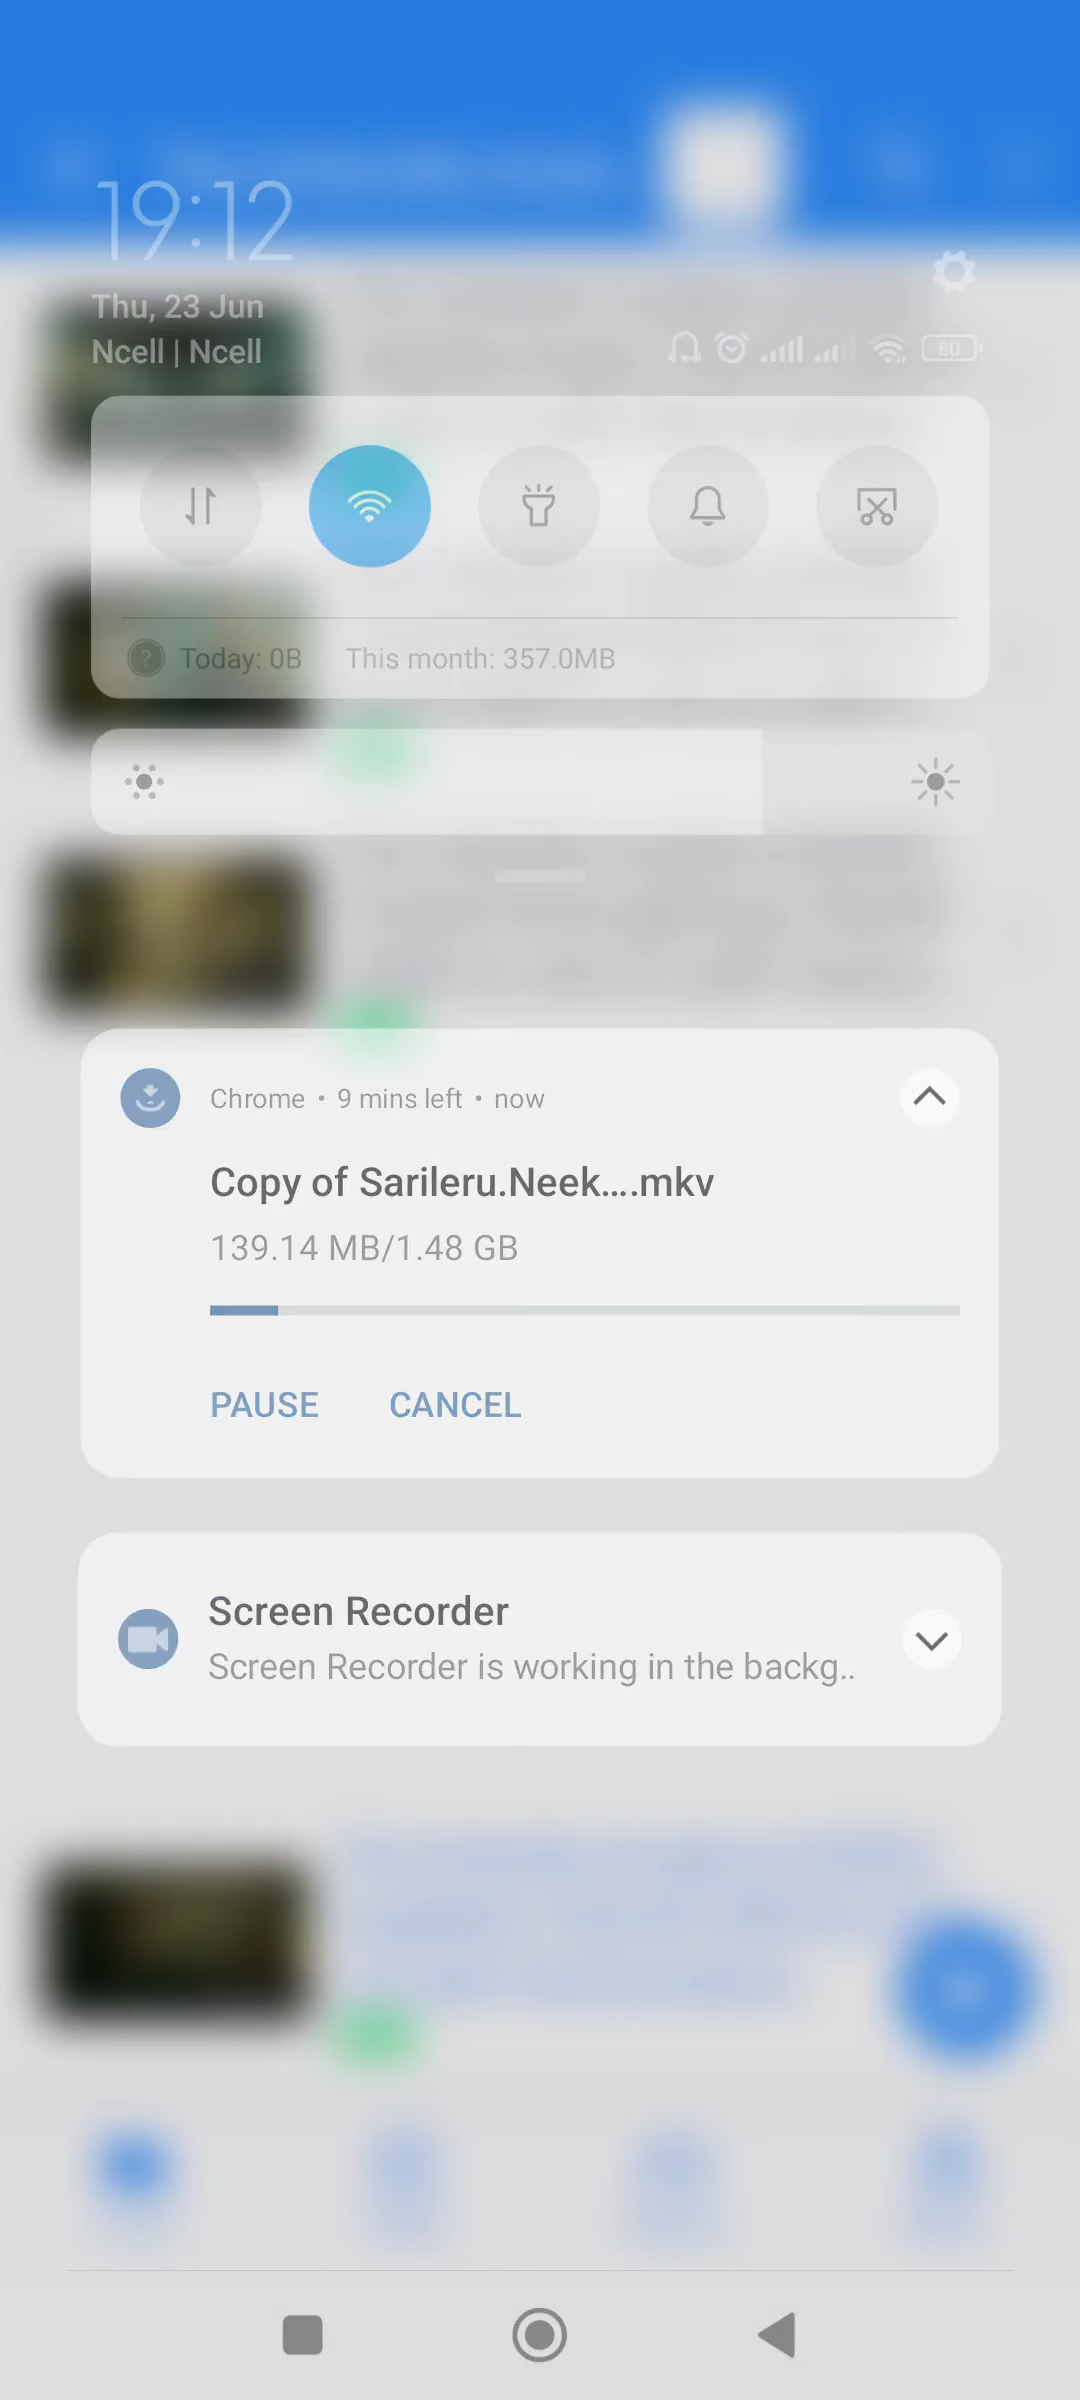 19:12
Thu, 23 Jun
Ncell | Ncell
60
Today: 0B This month: 357.0MB
Chrome • 9 mins left • now
Copy of Sarileru.Neek....mkv
139.14 MB/1.48 GB
PAUSE CANCEL
Screen Recorder
Screen Recorder is working in the backg..